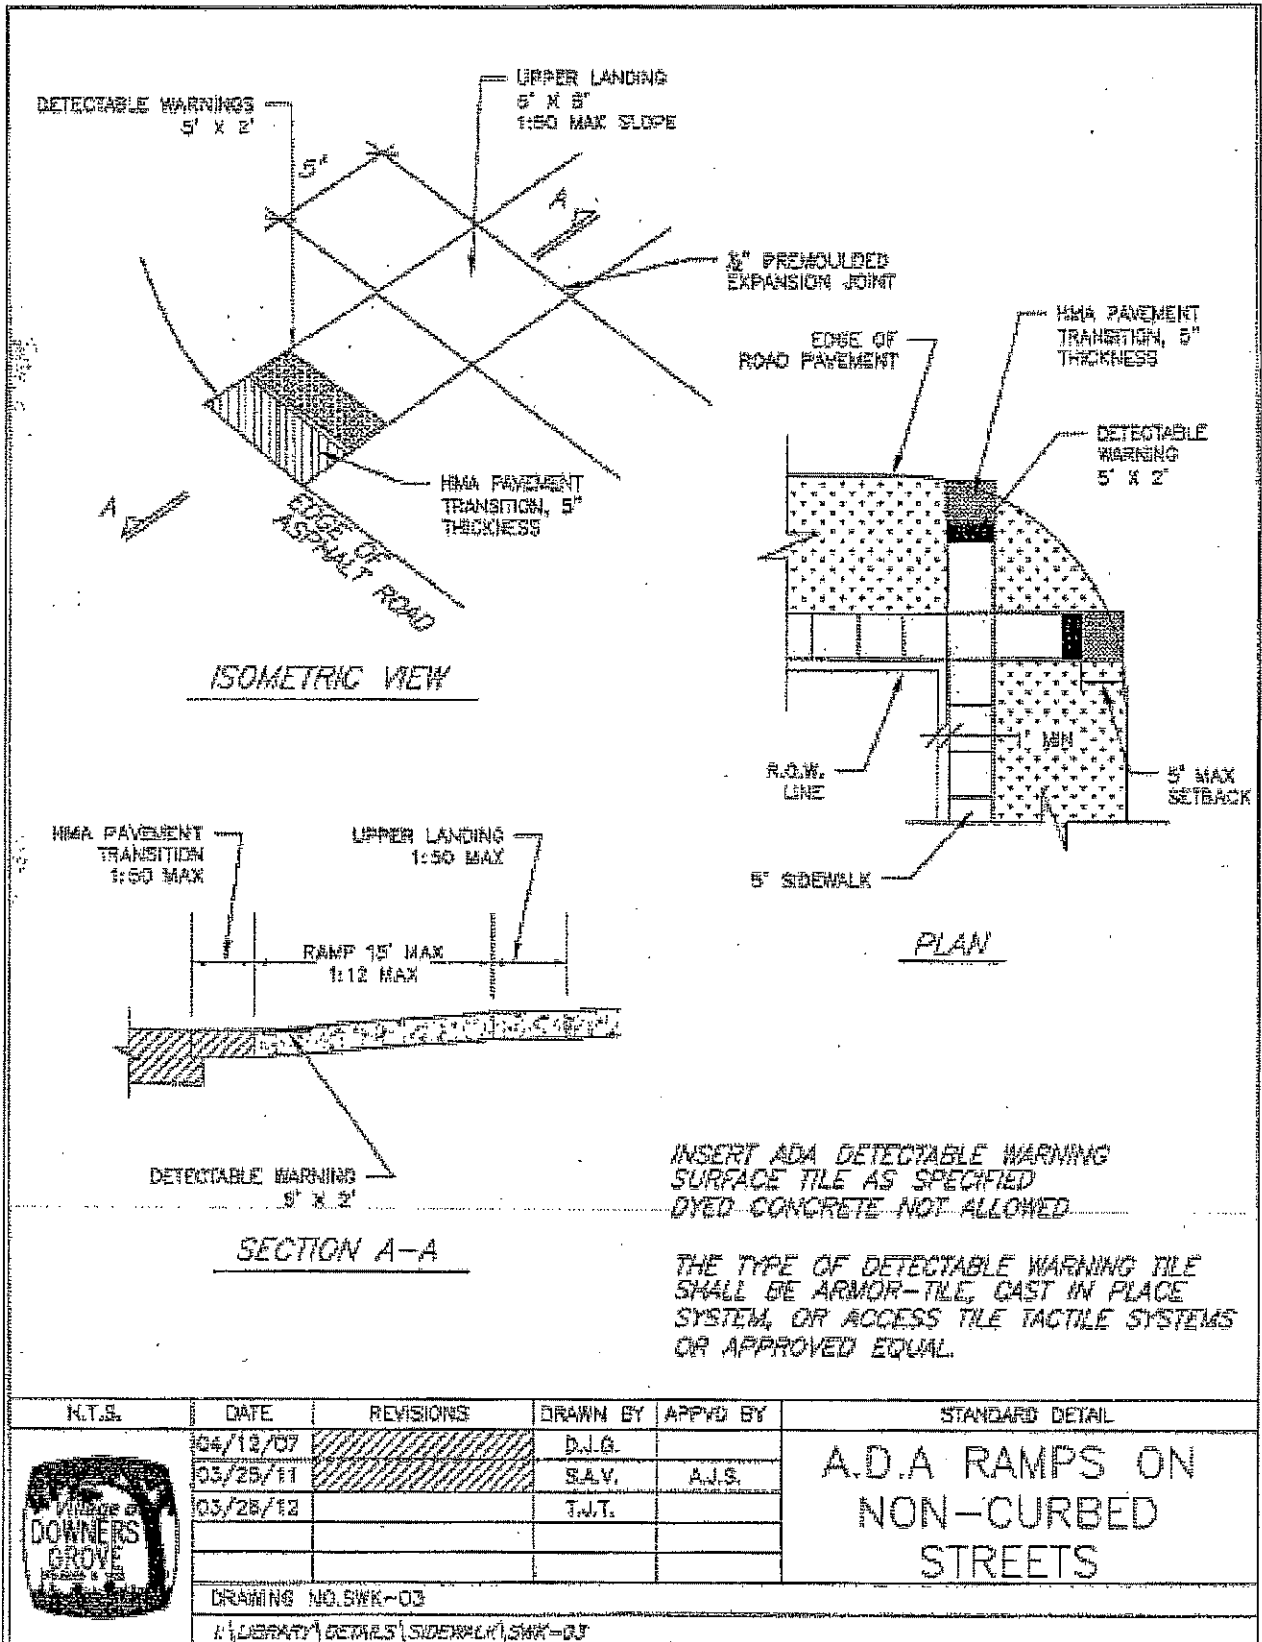 DETECTABLE WARNINGS
5' X 2'
UPPER LANDING
5' X 5'
1:50 MAX SLOPE
5'
A
½" PREMOULDED
EXPANSION JOINT
HMA PAVEMENT
TRANSITION, 5"
THICKNESS
A
EDGE OF
ASPHALT ROAD
ISOMETRIC VIEW
EDGE OF
ROAD PAVEMENT
HMA PAVEMENT
TRANSITION, 5"
THICKNESS
DETECTABLE
WARNING
5' X 2'
R.O.W.
LINE
1' MIN
5' MAX
SETBACK
5' SIDEWALK
PLAN
HMA PAVEMENT
TRANSITION
1:50 MAX
UPPER LANDING
1:50 MAX
RAMP 15' MAX
1:12 MAX
DETECTABLE WARNING
5' X 2'
SECTION A-A
INSERT ADA DETECTABLE WARNING
SURFACE TILE AS SPECIFIED
DYED CONCRETE NOT ALLOWED
THE TYPE OF DETECTABLE WARNING TILE
SHALL BE ARMOR-TILE, CAST IN PLACE
SYSTEM, OR ACCESS TILE TACTILE SYSTEMS
OR APPROVED EQUAL.
N.T.S.
DATE
REVISIONS
DRAWN BY
APPVD BY
STANDARD DETAIL
04/12/07
D.J.G.
03/25/11
S.A.V.
A.J.S.
03/28/12
T.J.T.
A.D.A RAMPS ON
NON-CURBED
STREETS
Village of
DOWNERS
GROVE
DRAWING NO.SWK-03
I:\LIBRARY\DETAILS\SIDEWALK\SWK-03